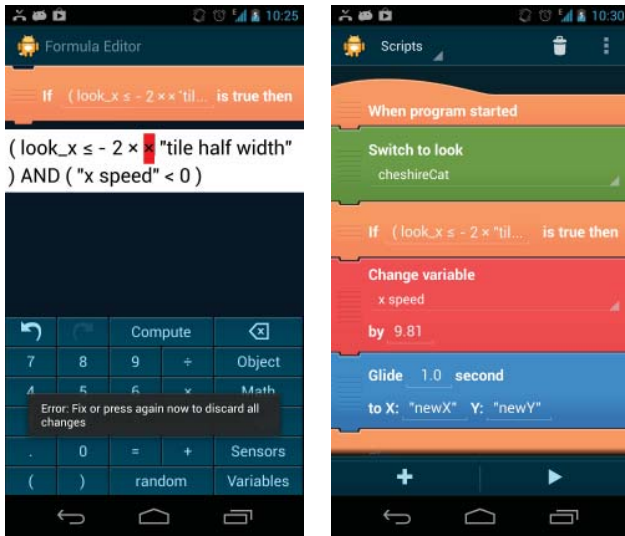 10:25
Formula Editor
If ( look_x ≤ - 2 × × "til... is true then
( look_x ≤ - 2 × × "tile half width"
) AND ( "x speed" < 0 )
Compute
7 8 9 ÷ Object
4 5 6 × Math
Error: Fix or press again now to discard all
changes
. 0 = + Sensors
( ) random Variables
10:30
Scripts
When program started
Switch to look
cheshireCat
If ( look_x ≤ - 2 × "til... is true then
Change variable
x speed
by 9.81
Glide 1.0 second
to X: "newX" Y: "newY"